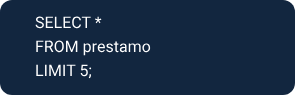 SELECT *
FROM prestamo
LIMIT 5;